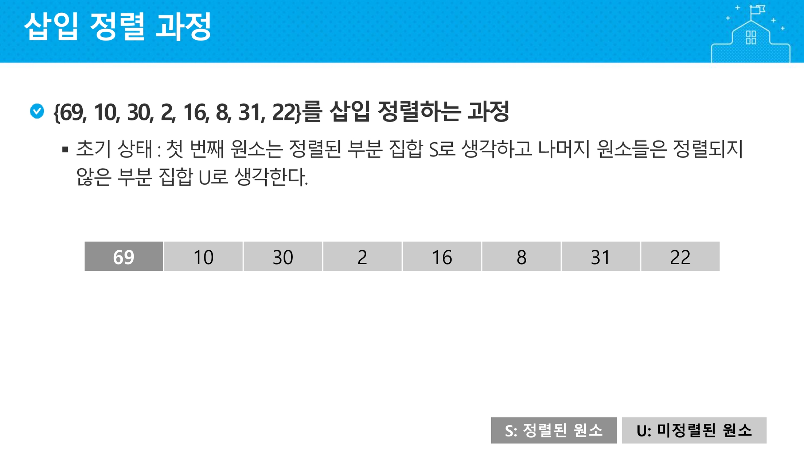 삽입 정렬 과정
{69, 10, 30, 2, 16, 8, 31, 22}를 삽입 정렬하는 과정
▪ 초기 상태 : 첫 번째 원소는 정렬된 부분 집합 S로 생각하고 나머지 원소들은 정렬되지
않은 부분 집합 U로 생각한다.
69 10 30 2 16 8 31 22
S: 정렬된 원소 U: 미정렬된 원소